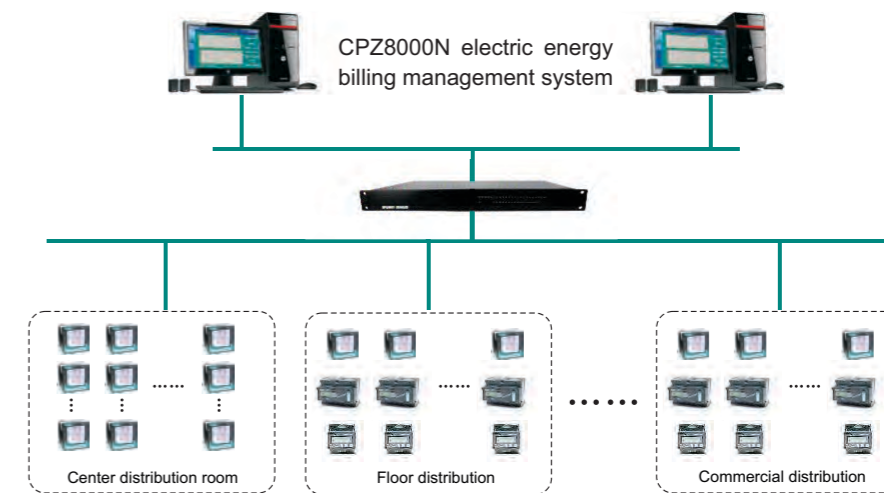 CPZ8000N electric energy
billing management system
Center distribution room
Floor distribution
Commercial distribution